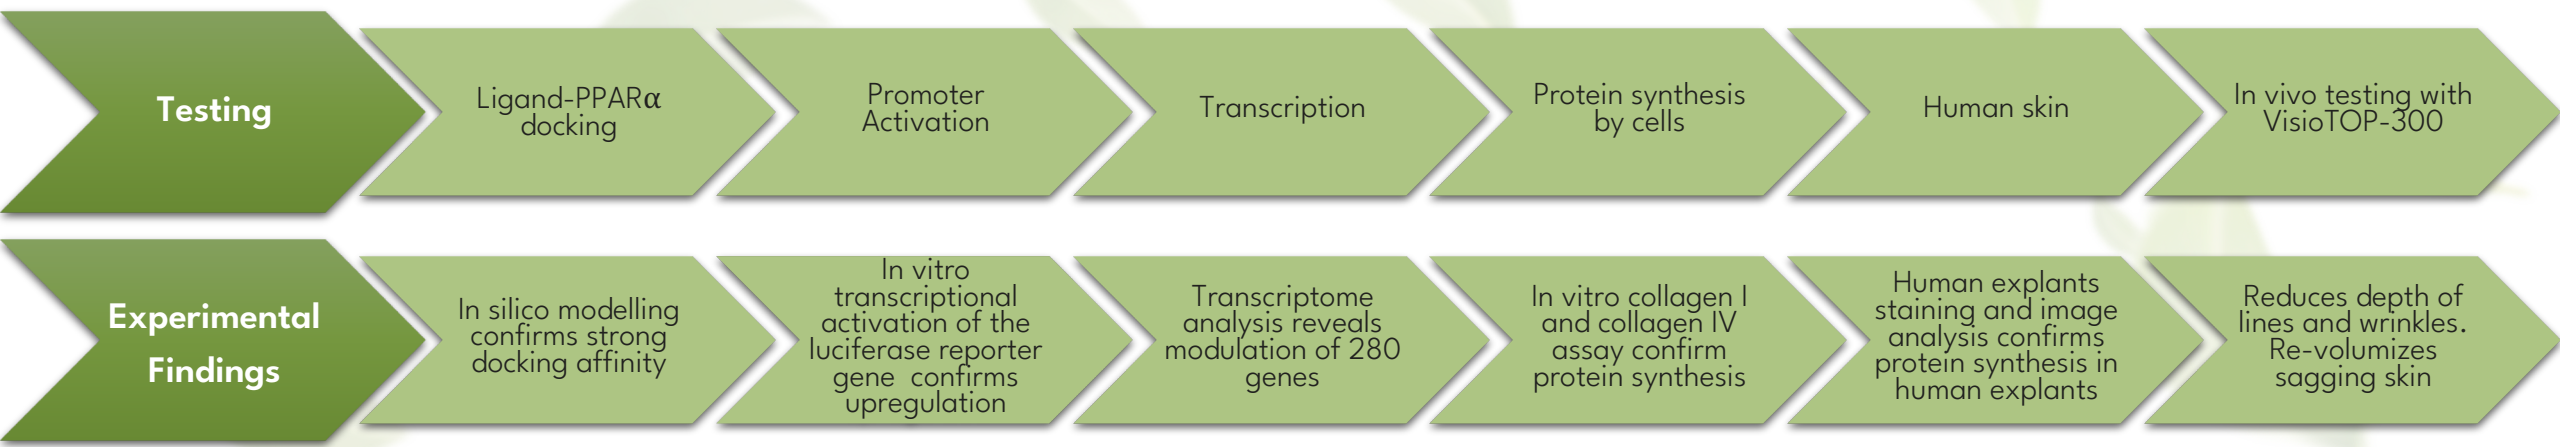 Testing
Ligand-PPARα
docking
Promoter
Activation
Transcription
Protein synthesis
by cells
Human skin
In vivo testing with
VisioTOP-300
Experimental
Findings
In silico modelling
confirms strong
docking affinity
In vitro
transcriptional
activation of the
luciferase reporter
gene confirms
upregulation
Transcriptome
analysis reveals
modulation of 280
genes
In vitro collagen I
and collagen IV
assay confirm
protein synthesis
Human explants
staining and image
analysis confirms
protein synthesis in
human explants
Reduces depth of
lines and wrinkles.
Re-volumizes
sagging skin